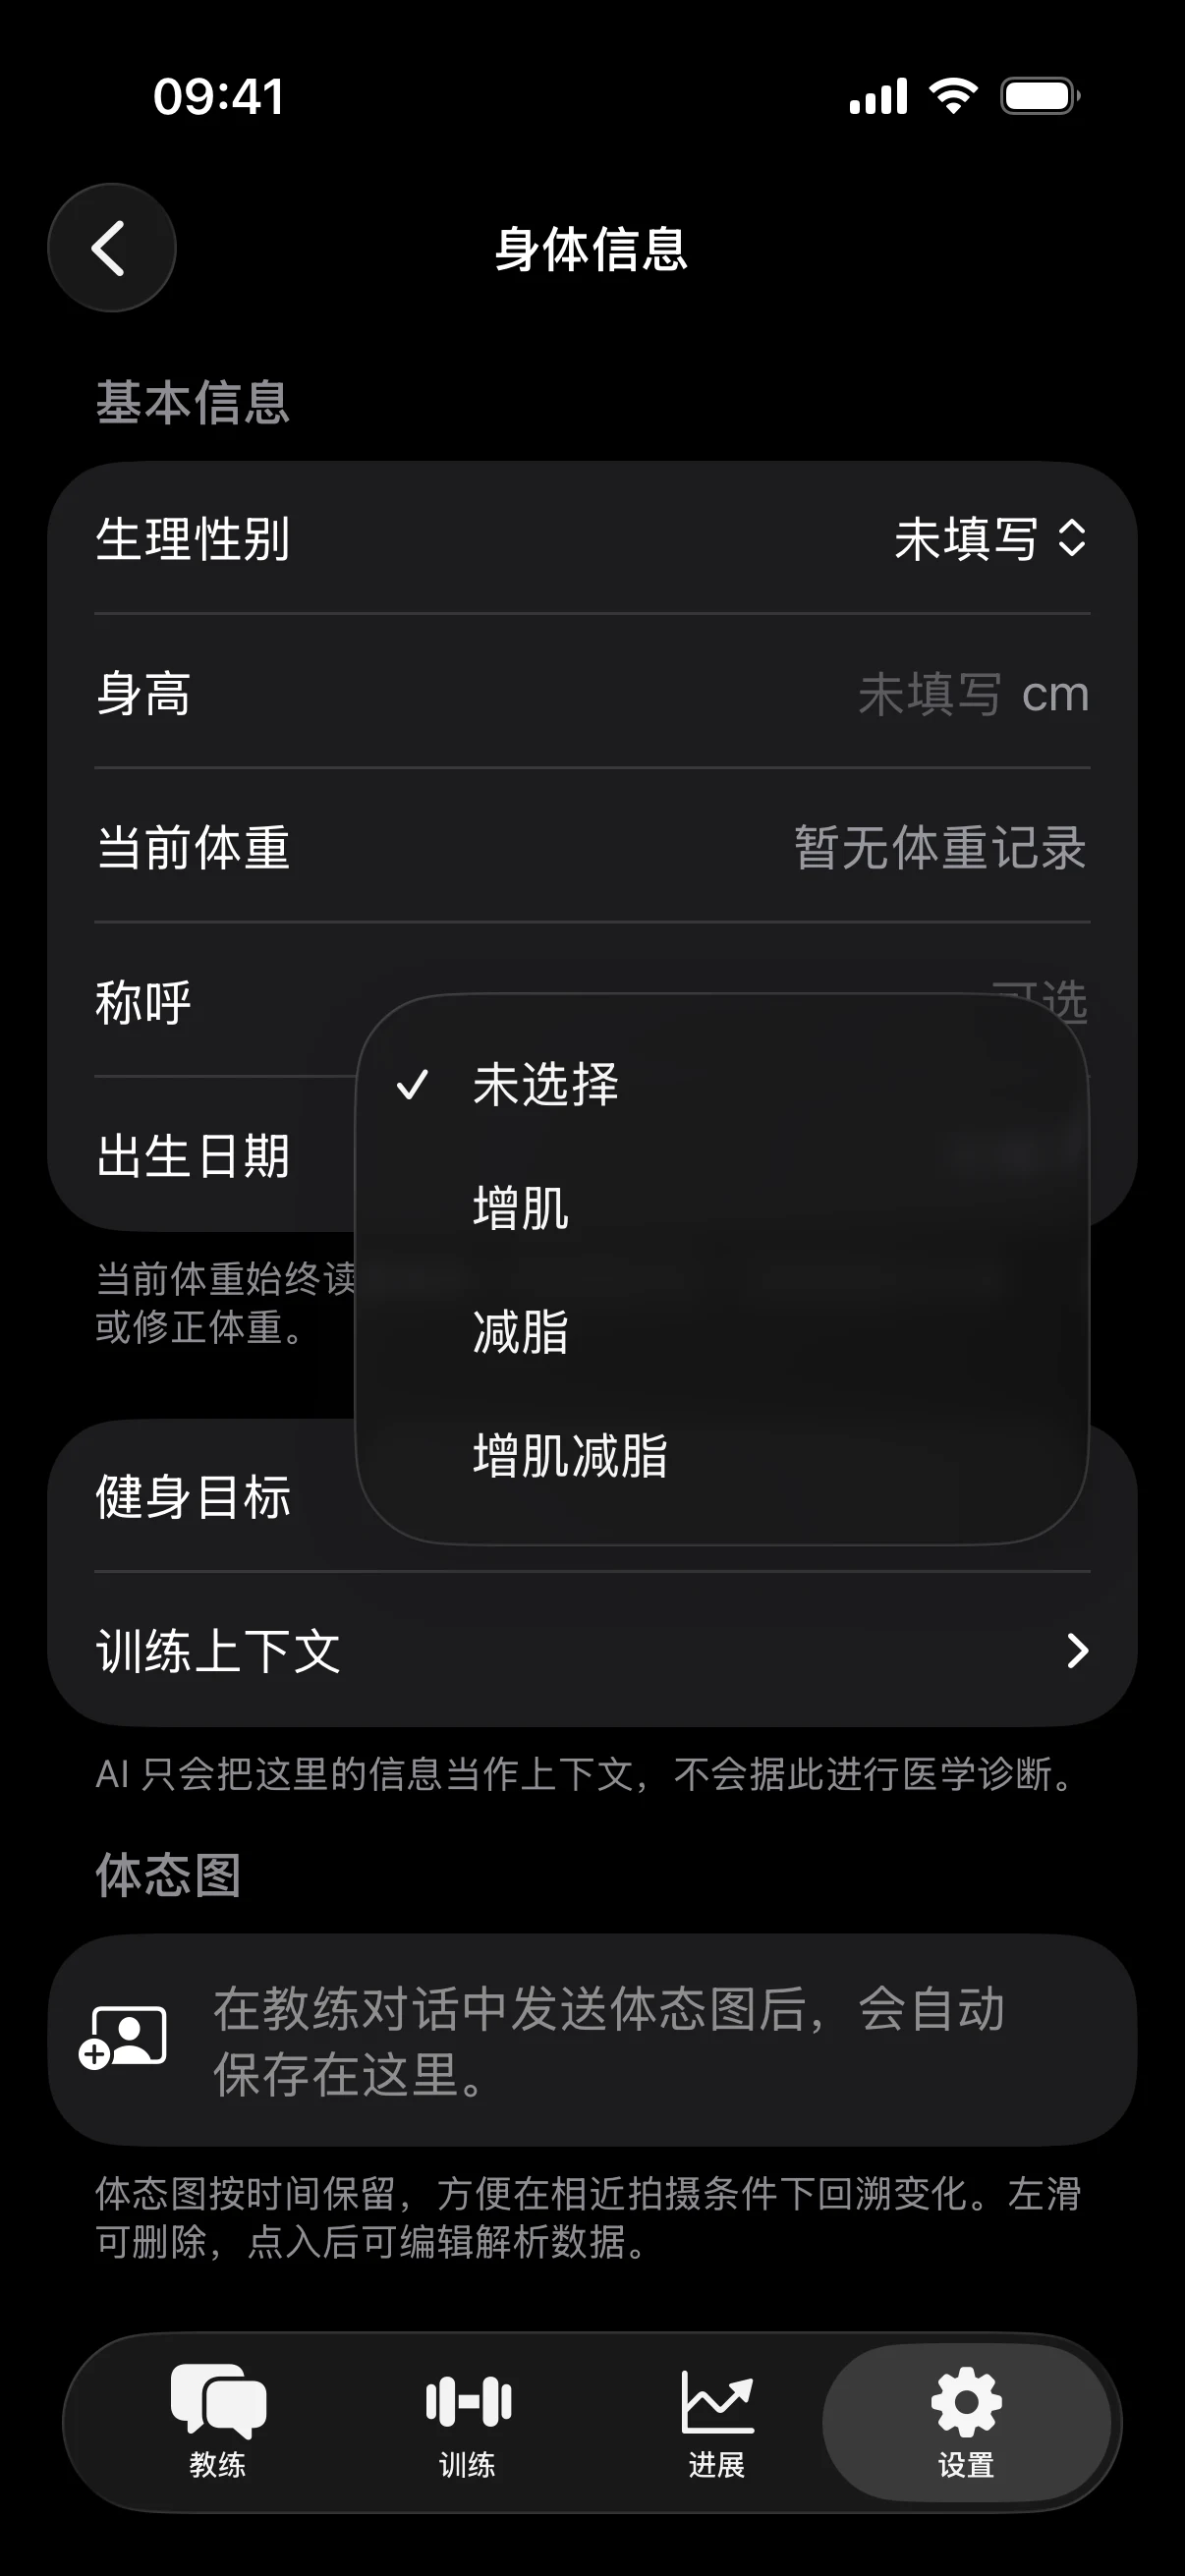 09:41
身体信息
基本信息
生理性别 未填写
身高 未填写 cm
当前体重 暂无体重记录
称呼 可选
未选择
出生日期
增肌
当前体重始终读
或修正体重。
减脂
增肌减脂
健身目标
训练上下文
AI 只会把这里的信息当作上下文，不会据此进行医学诊断。
体态图
在教练对话中发送体态图后，会自动
保存在这里。
体态图按时间保留，方便在相近拍摄条件下回溯变化。左滑
可删除，点入后可编辑解析数据。
教练 训练 进展 设置